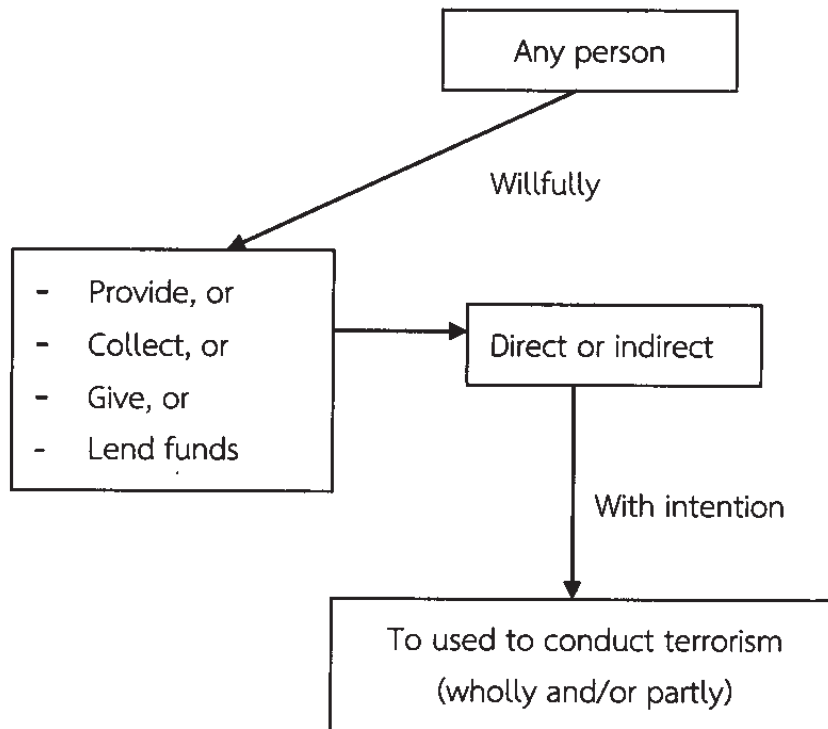 Any person
Willfully
- Provide, or
- Collect, or
- Give, or
- Lend funds
Direct or indirect
With intention
To used to conduct terrorism
(wholly and/or partly)